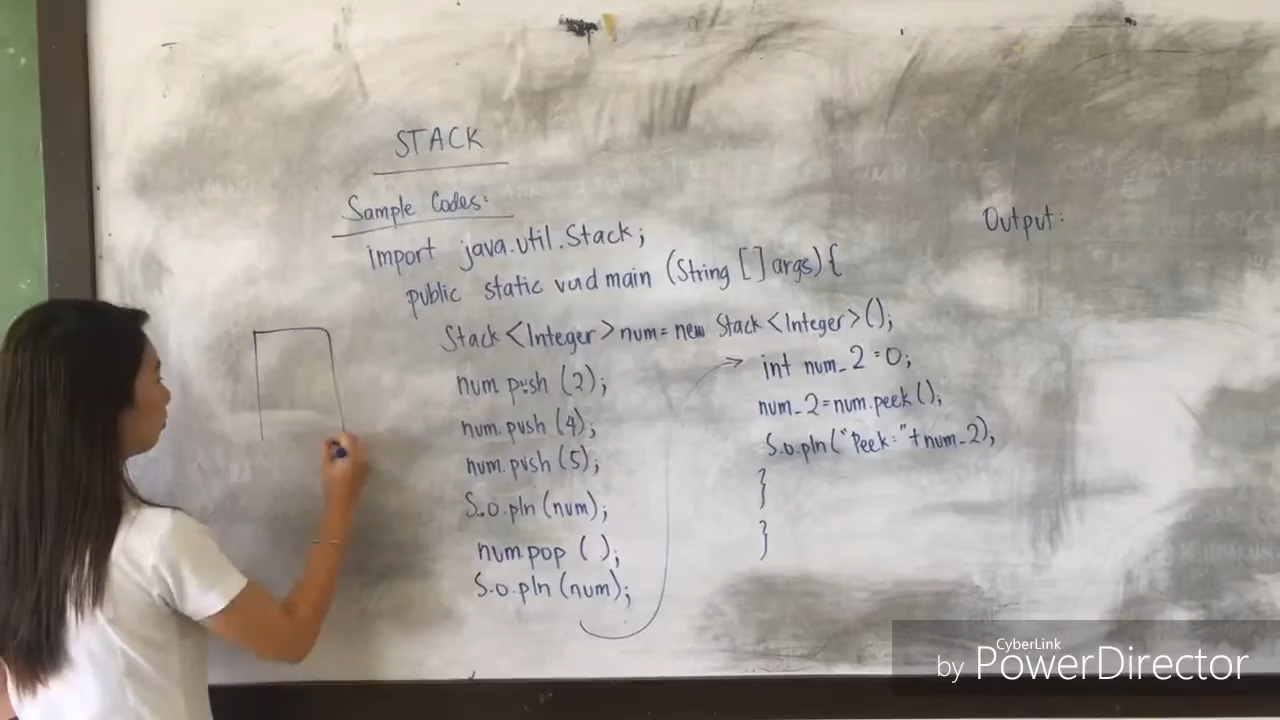 STACK
Sample Codes:
import java.util.Stack;
public static void main (String [] args) {
Stack <Integer> num = new Stack <Integer> ();
num.push (2);
num.push (4);
num.push (5);
S.o.pln (num);
num.pop ( );
S.o.pln (num);
int num_2 = 0;
num_2 = num.peek ();
S.o.pln ("Peek: " + num_2);
}
}
Output:
CyberLink
by PowerDirector